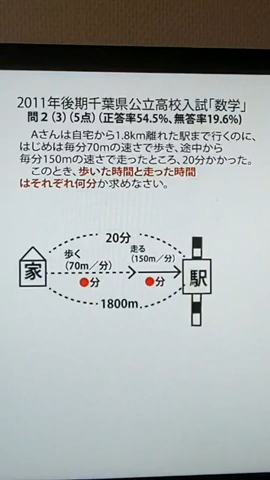 2011年後期千葉県公立高校入試「数学」
問2(3)(5点)(正答率54.5%、無答率19.6%)
Aさんは自宅から1.8km離れた駅まで行くのに、
はじめは毎分70mの速さで歩き、途中から
毎分150mの速さで走ったところ、20分かかった。
このとき、歩いた時間と走った時間
はそれぞれ何分か求めなさい。
20分
歩く
(70m/分)
走る
(150m/分)
家
駅
分
分
1800m